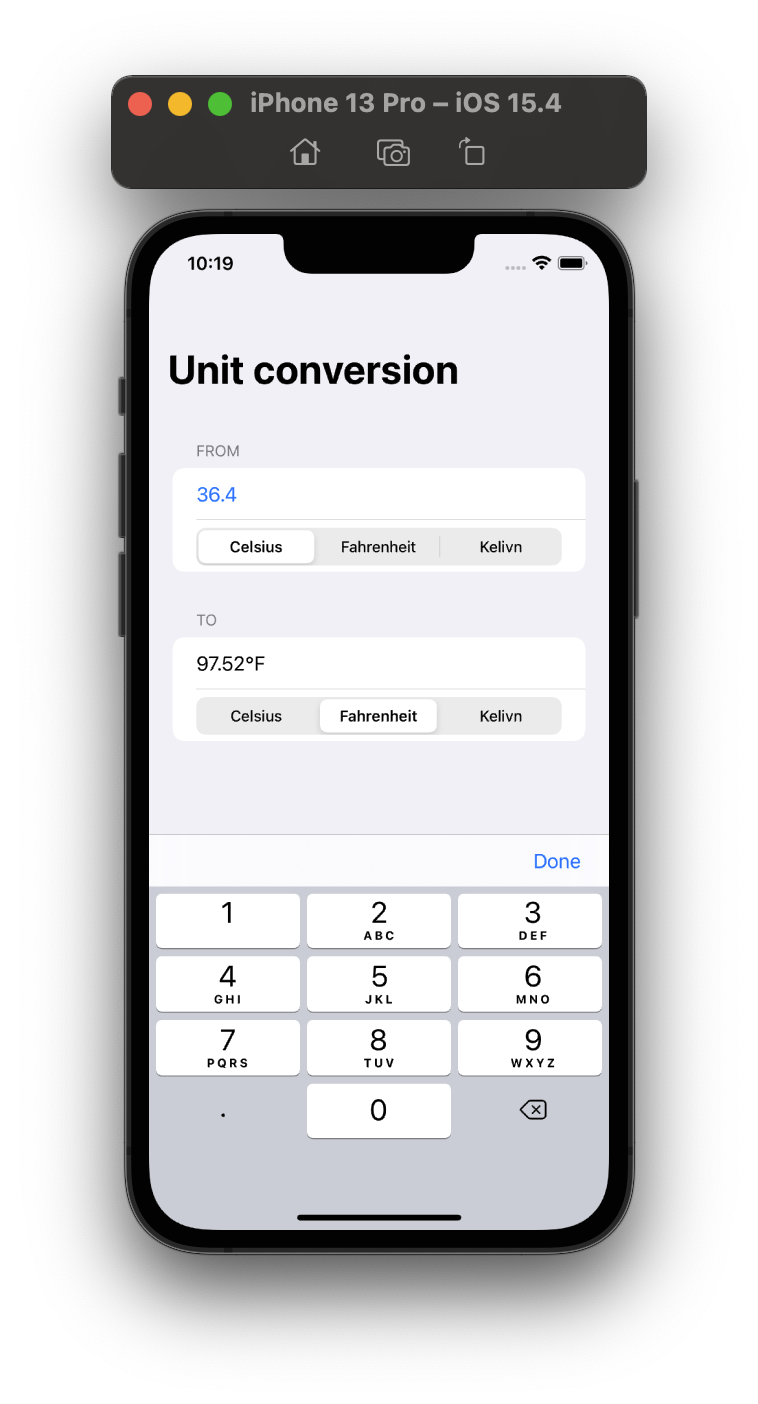 iPhone 13 Pro – iOS 15.4
10:19
Unit conversion
FROM
36.4
Celsius Fahrenheit Kelivn
TO
97.52°F
Celsius Fahrenheit Kelivn
Done
1 2 3
ABC DEF
4 5 6
GHI JKL MNO
7 8 9
PQRS TUV WXYZ
. 0